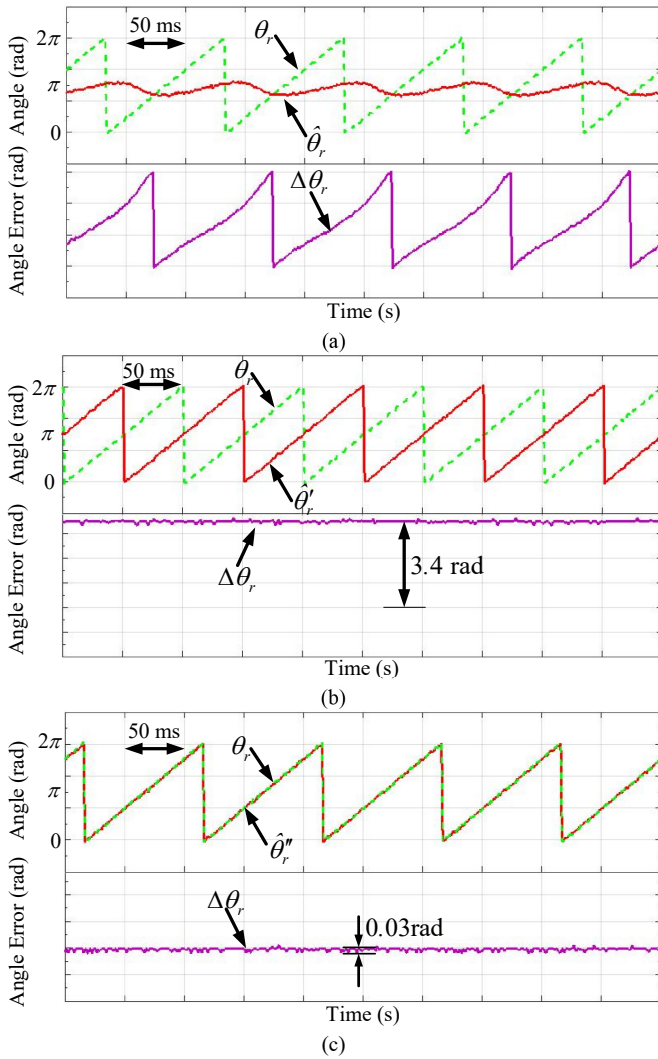 50 ms
θr
2π
π
0
Angle (rad)
θ̂r
Δθr
Angle Error (rad)
Time (s)
(a)
50 ms
θr
2π
π
0
Angle (rad)
θ̂′r
Δθr
3.4 rad
Angle Error (rad)
Time (s)
(b)
50 ms
θr
2π
π
0
Angle (rad)
θ̂″r
Δθr
0.03rad
Angle Error (rad)
Time (s)
(c)